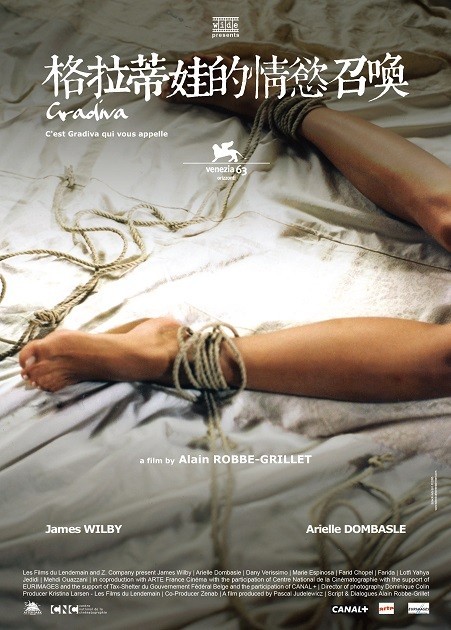 wide
presents
格拉蒂娃的情慾召喚
Gradiva
C'est Gradiva qui vous appelle
venezia 63
orizzonti
a film by Alain ROBBE-GRILLET
James WILBY
Arielle DOMBASLE
Les Films du Lendemain and Z. Company present James Wilby | Arielle Dombasle | Dany Verissimo | Marie Espinosa | Farid Chopel | Farida | Lotfi Yahya
Jedidi | Mehdi Ouazzani | in coproduction with ARTE France Cinéma with the participation of Centre National de la Cinématographie with the support of
EURIMAGES and the support of Tax-Shelter du Gouvernement Fédéral Belge and the participation of CANAL+ | Director of photography Dominique Colin
Producer Kristina Larsen - Les Films du Lendemain | Co-Producer Zenab | A film produced by Pascal Judelewicz | Script & Dialogues Alain Robbe-Grillet
CNC
CANAL+
arte
EURIMAGES